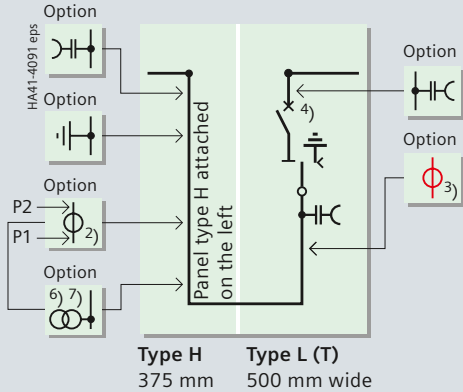 Option
HA41-4091 eps
Option
Option
P2
P1
2)
Option
6) 7)
Panel type H attached
on the left
4)
Option
Option
3)
Type H
375 mm
Type L (T)
500 mm wide